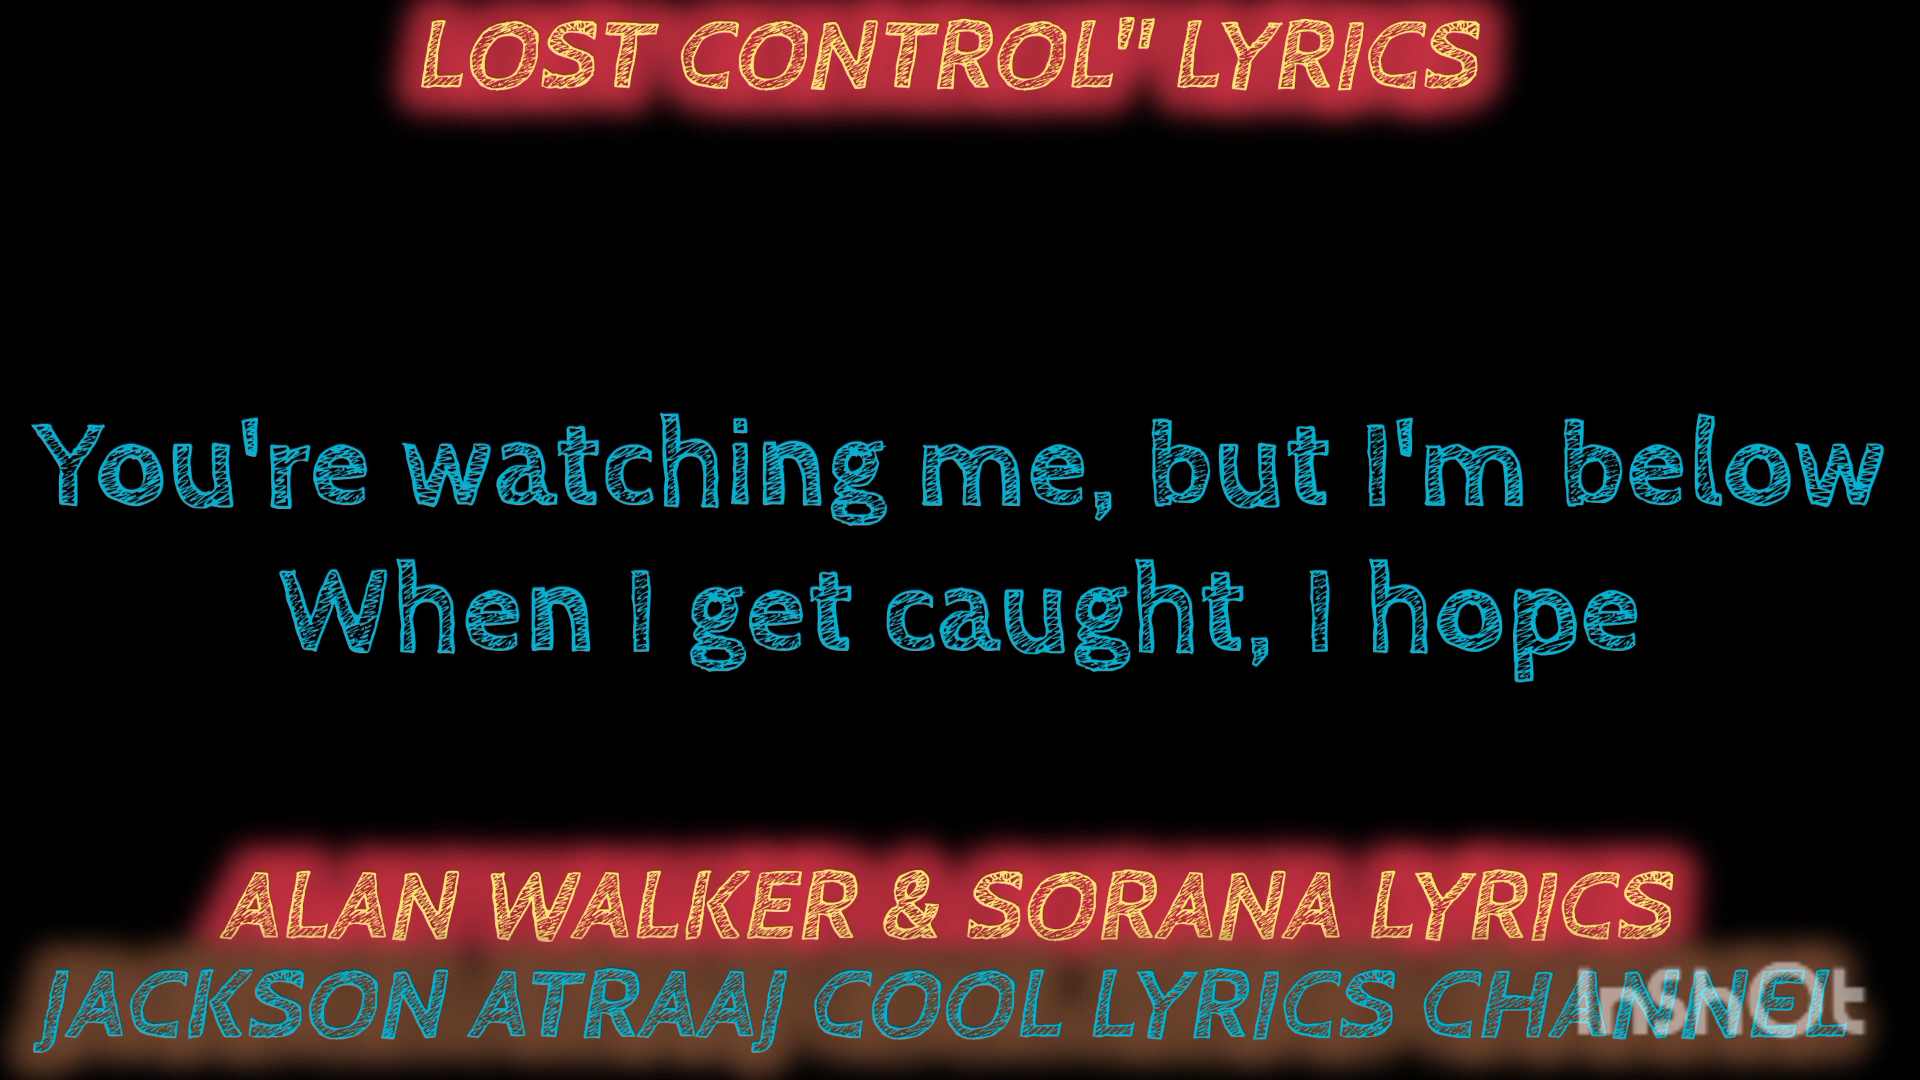 LOST CONTROL" LYRICS
You're watching me, but I'm below
When I get caught, I hope
ALAN WALKER & SORANA LYRICS
JACKSON ATRAAJ COOL LYRICS CHANNEL
InShOt